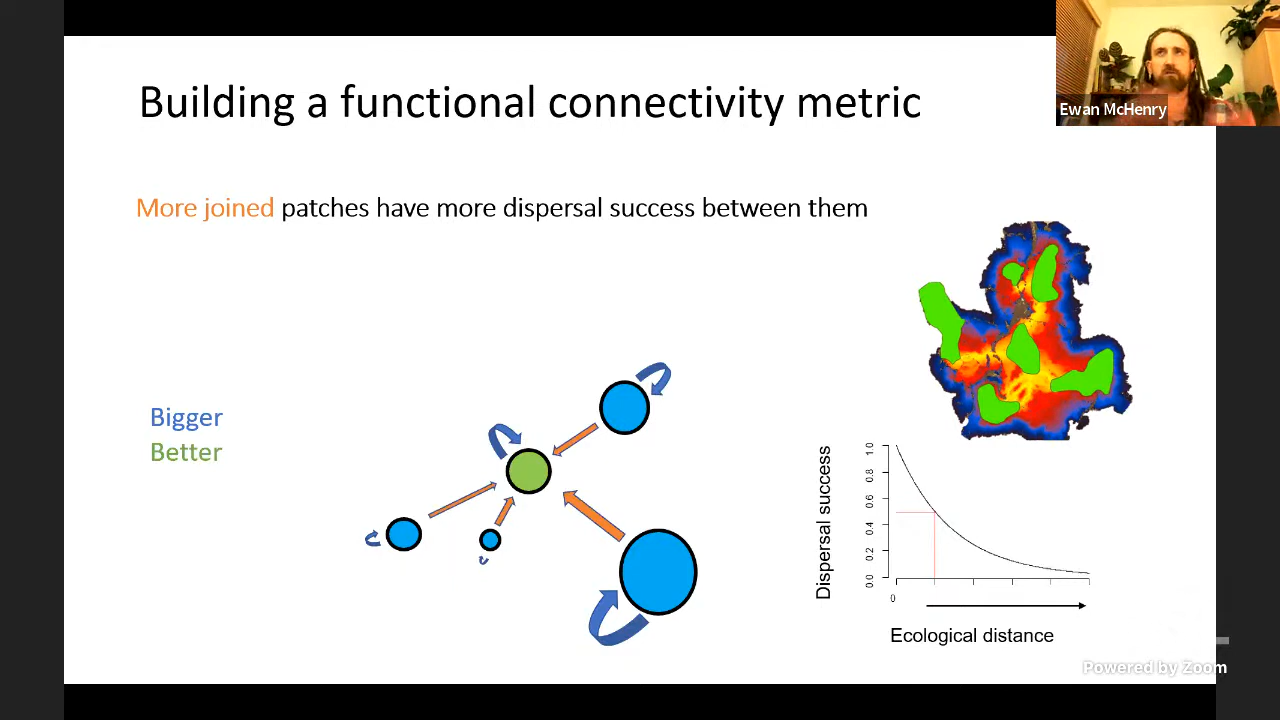 Building a functional connectivity metric
Ewan McHenry
More joined patches have more dispersal success between them
Bigger
Better
Dispersal success
1.0
0.8
0.6
0.4
0.2
0.0
0
Ecological distance
Powered by Zoom